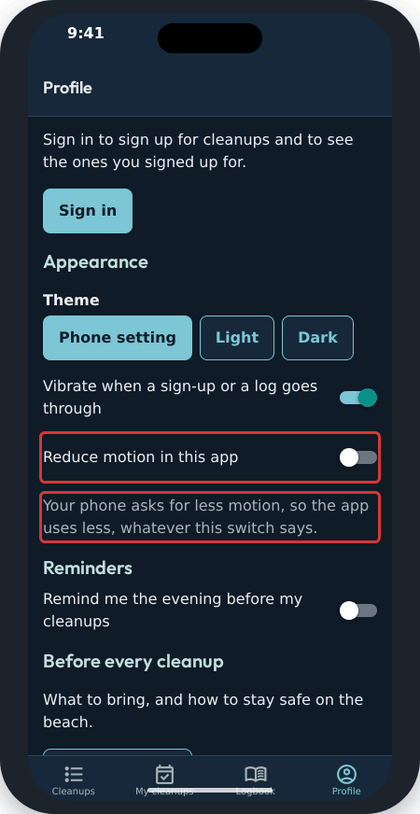 9:41
Profile
Sign in to sign up for cleanups and to see
the ones you signed up for.
Sign in
Appearance
Theme
Phone setting
Light
Dark
Vibrate when a sign-up or a log goes
through
Reduce motion in this app
Your phone asks for less motion, so the app
uses less, whatever this switch says.
Reminders
Remind me the evening before my
cleanups
Before every cleanup
What to bring, and how to stay safe on the
beach.
Cleanups
My cleanups
Logbook
Profile